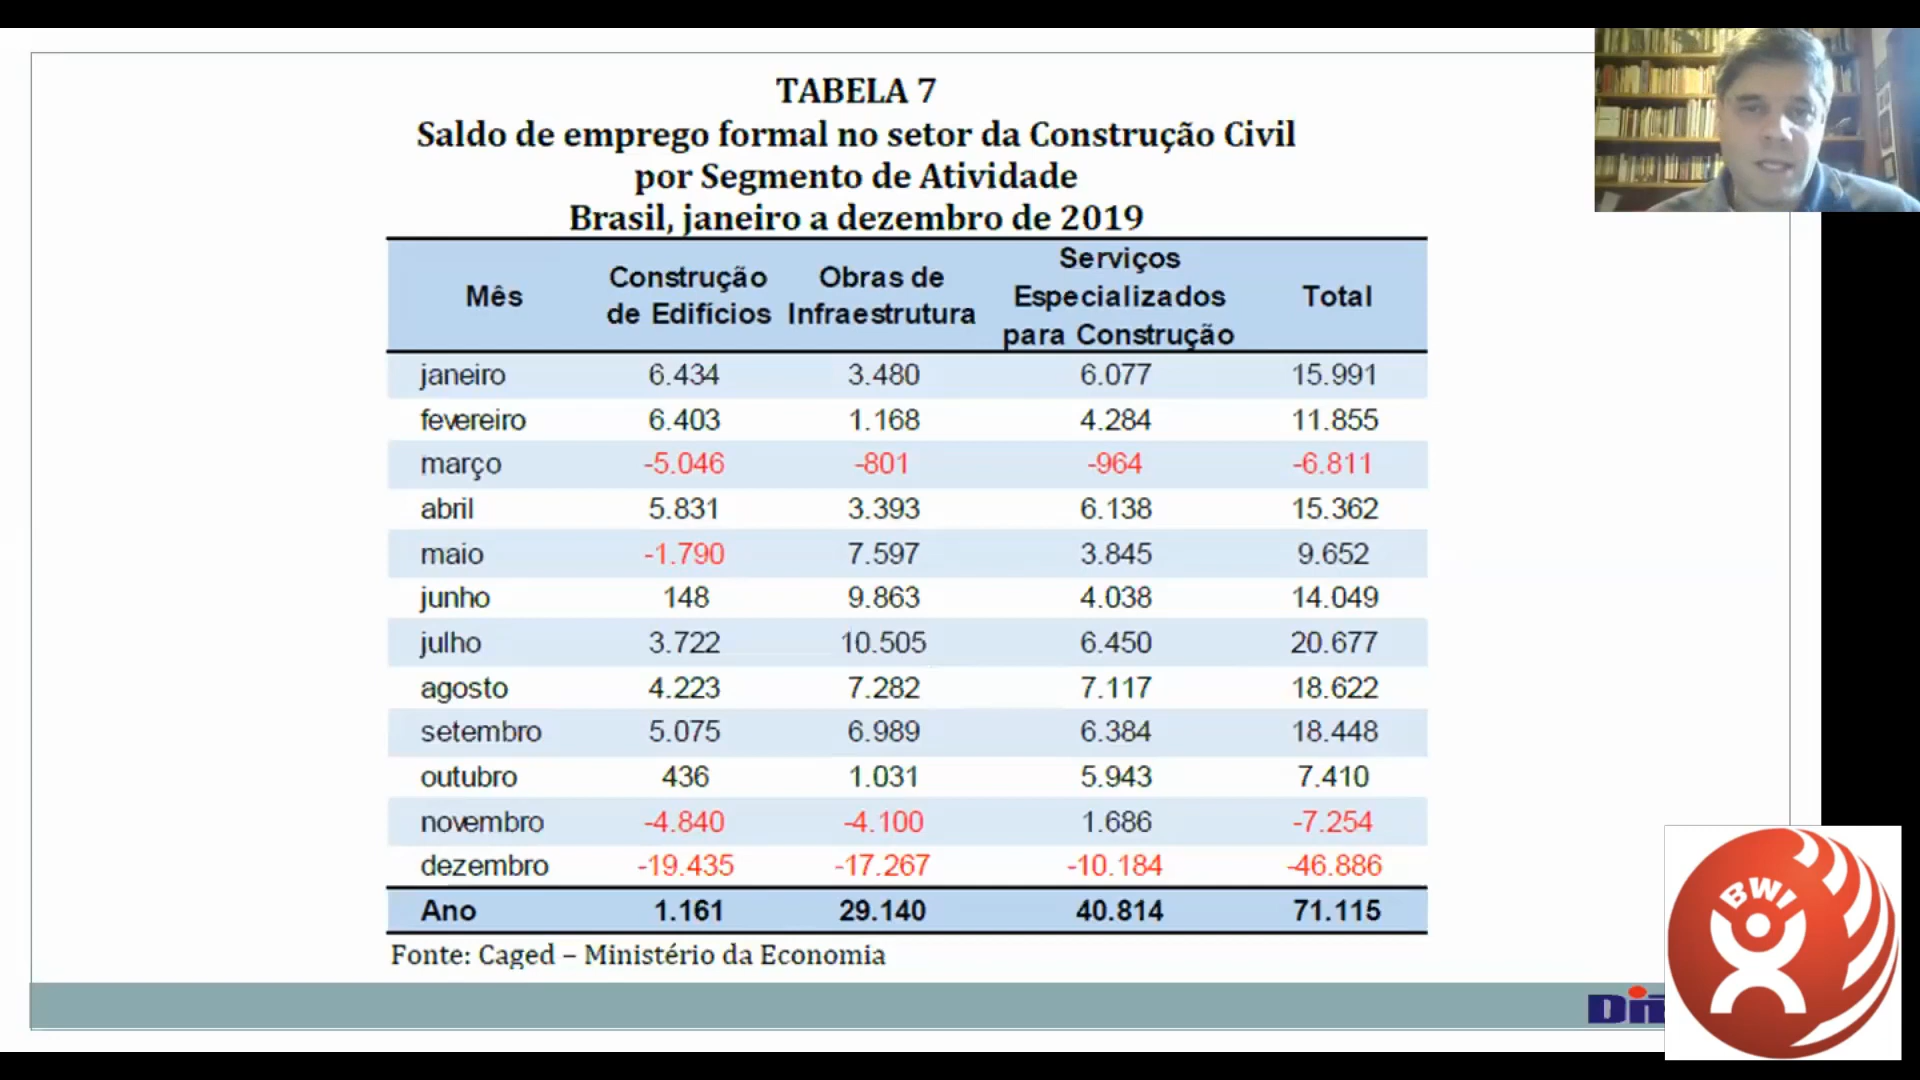 TABELA 7
Saldo de emprego formal no setor da Construção Civil
por Segmento de Atividade
Brasil, janeiro a dezembro de 2019
Mês Construção de Edifícios Obras de Infraestrutura Serviços Especializados para Construção Total
janeiro 6.434 3.480 6.077 15.991
fevereiro 6.403 1.168 4.284 11.855
março -5.046 -801 -964 -6.811
abril 5.831 3.393 6.138 15.362
maio -1.790 7.597 3.845 9.652
junho 148 9.863 4.038 14.049
julho 3.722 10.505 6.450 20.677
agosto 4.223 7.282 7.117 18.622
setembro 5.075 6.989 6.384 18.448
outubro 436 1.031 5.943 7.410
novembro -4.840 -4.100 1.686 -7.254
dezembro -19.435 -17.267 -10.184 -46.886
Ano 1.161 29.140 40.814 71.115
Fonte: Caged – Ministério da Economia
BWI